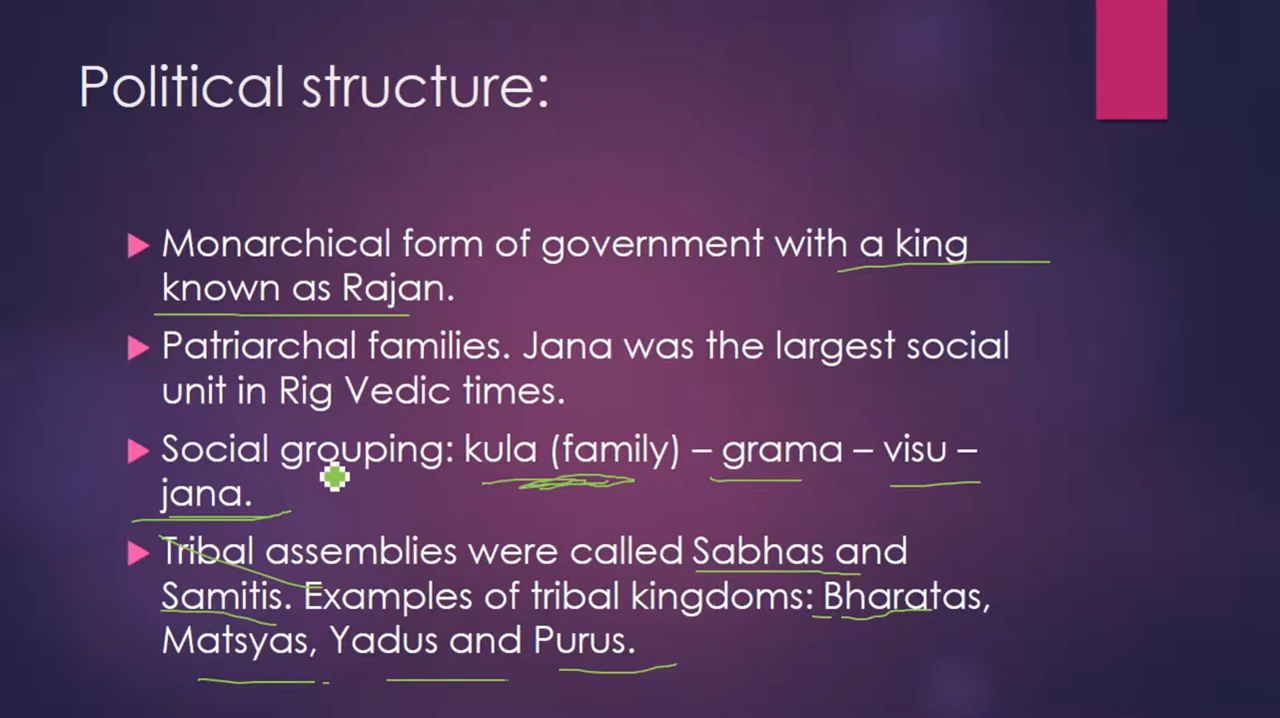 Political structure:
Monarchical form of government with a king
known as Rajan.
Patriarchal families. Jana was the largest social
unit in Rig Vedic times.
Social grouping: kula (family) – grama – visu –
jana.
Tribal assemblies were called Sabhas and
Samitis. Examples of tribal kingdoms: Bharatas,
Matsyas, Yadus and Purus.